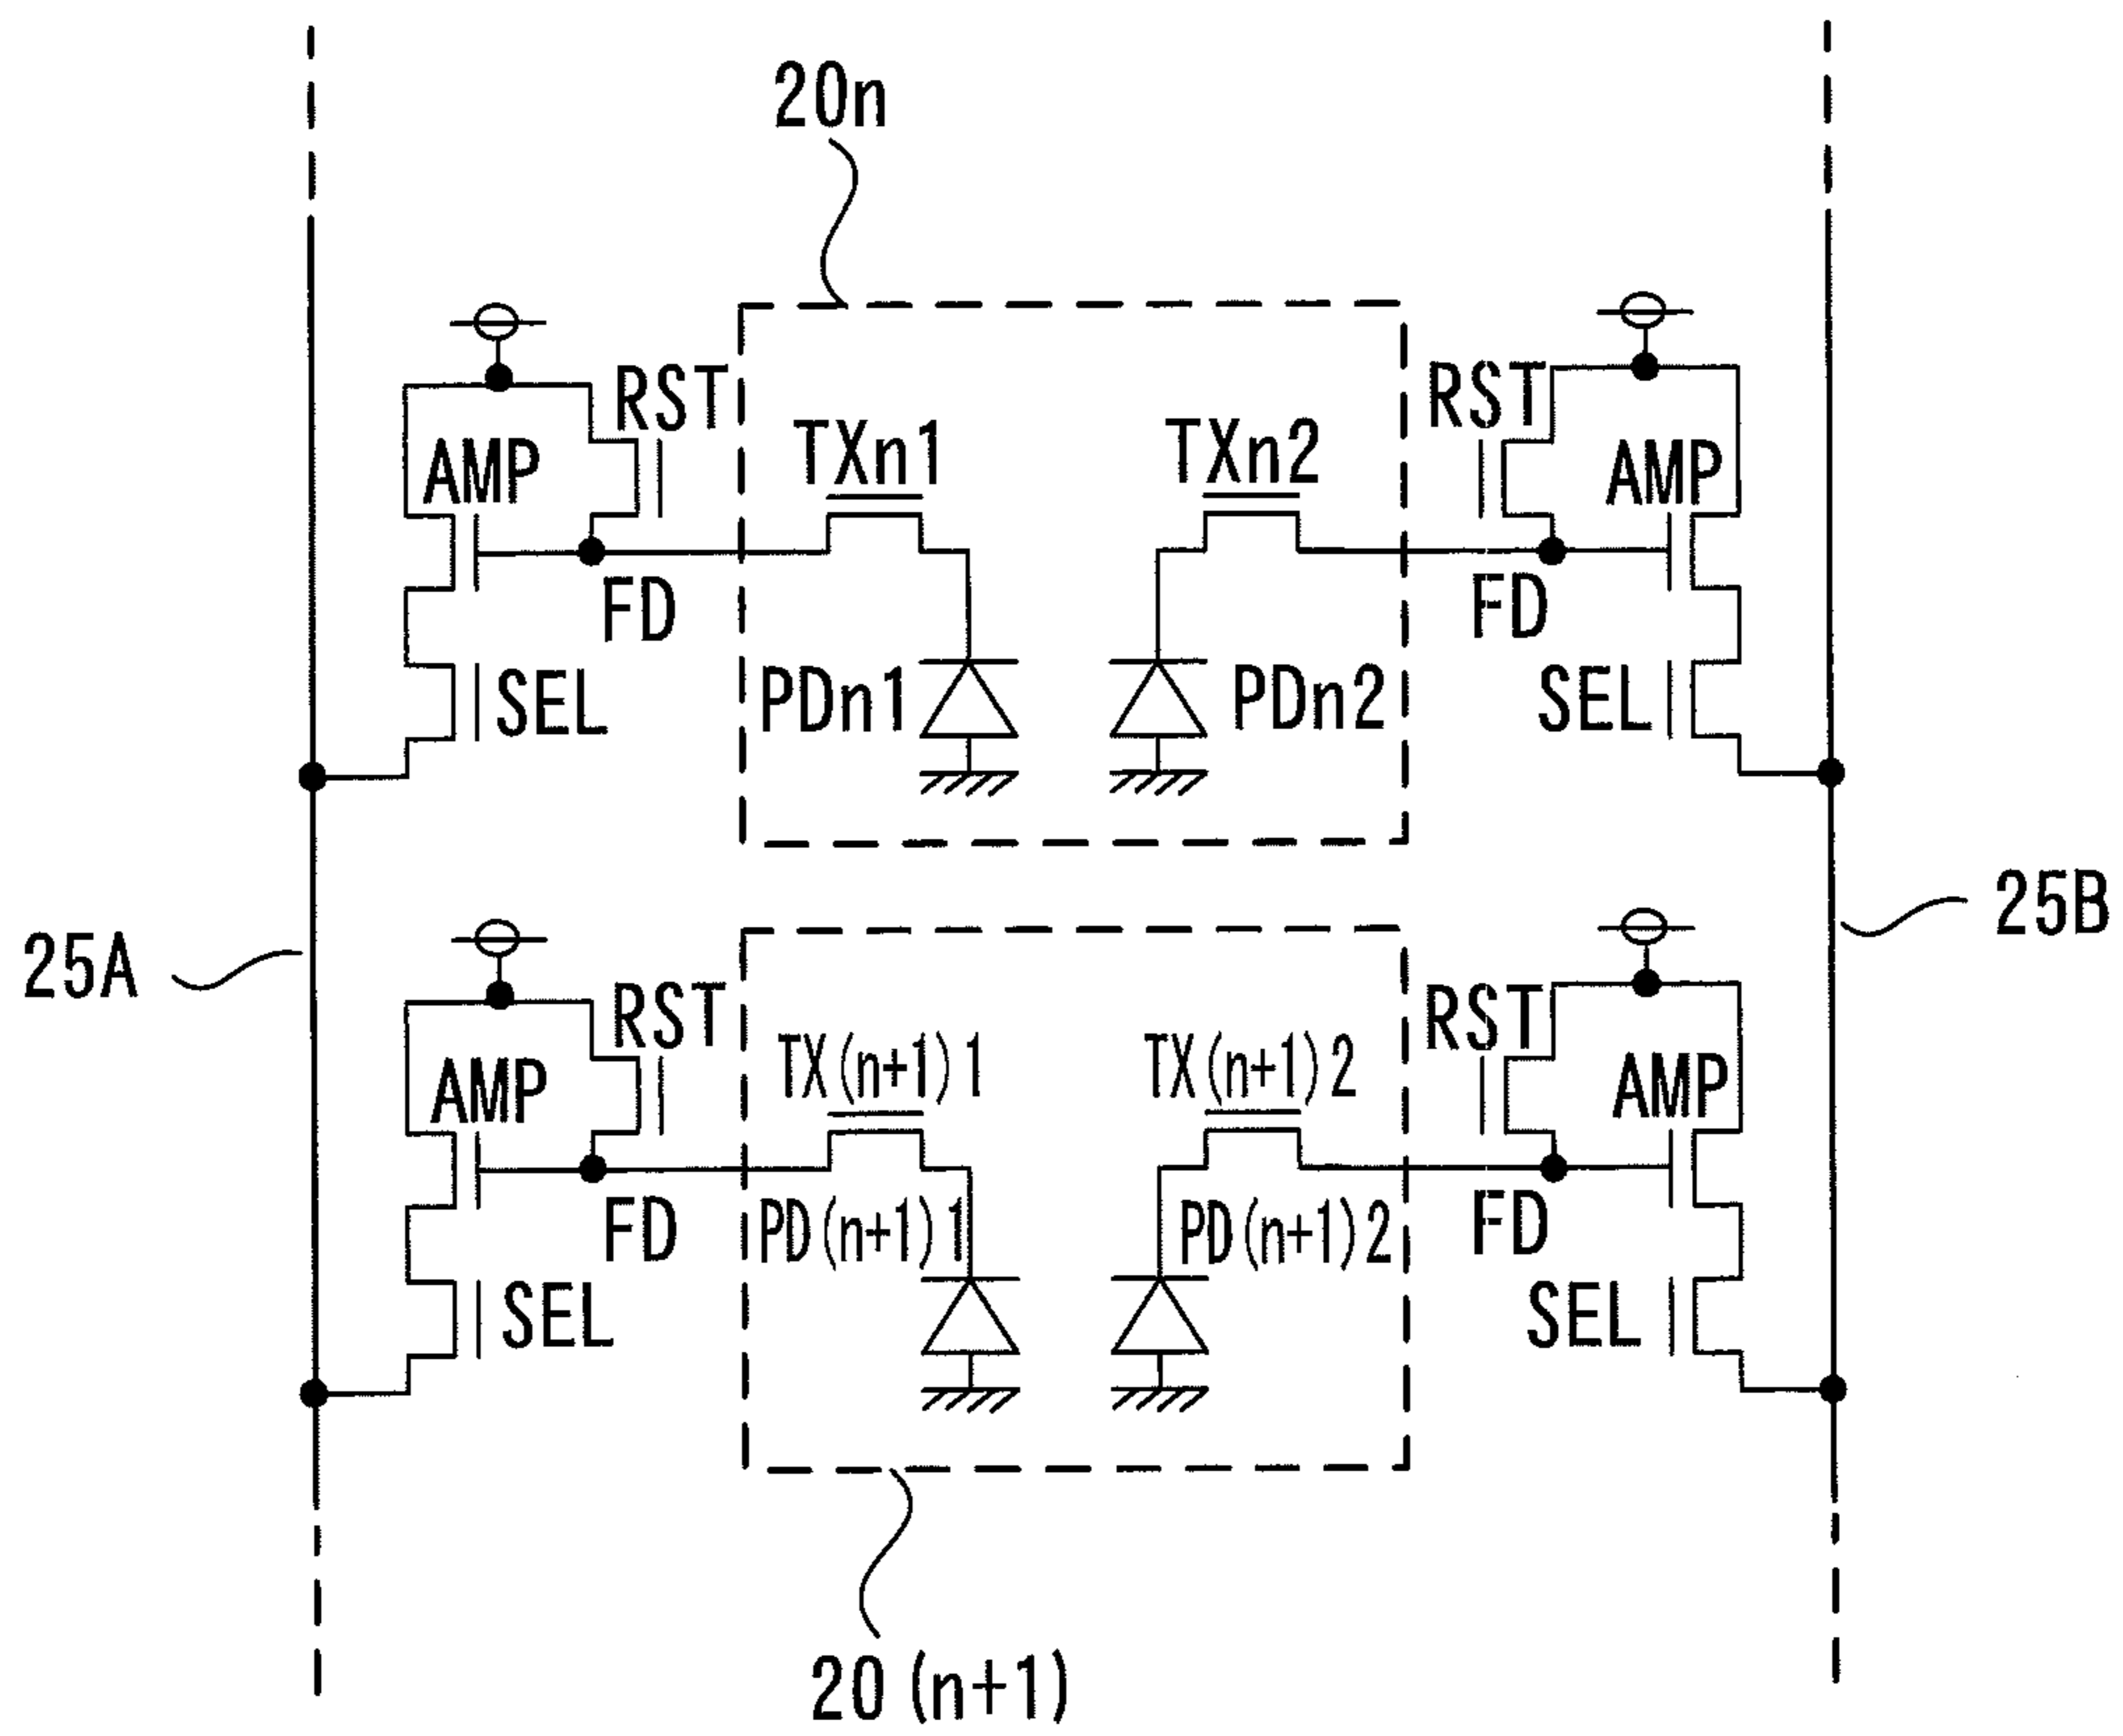 20n
RST
RST
TXn1
TXn2
AMP
AMP
FD
FD
PDn1
PDn2
SEL
SEL
25B
25A
RST
RST
TX(n+1)1
TX(n+1)2
AMP
AMP
FD
PD(n+1)1
PD(n+1)2
FD
SEL
SEL
20(n+1)